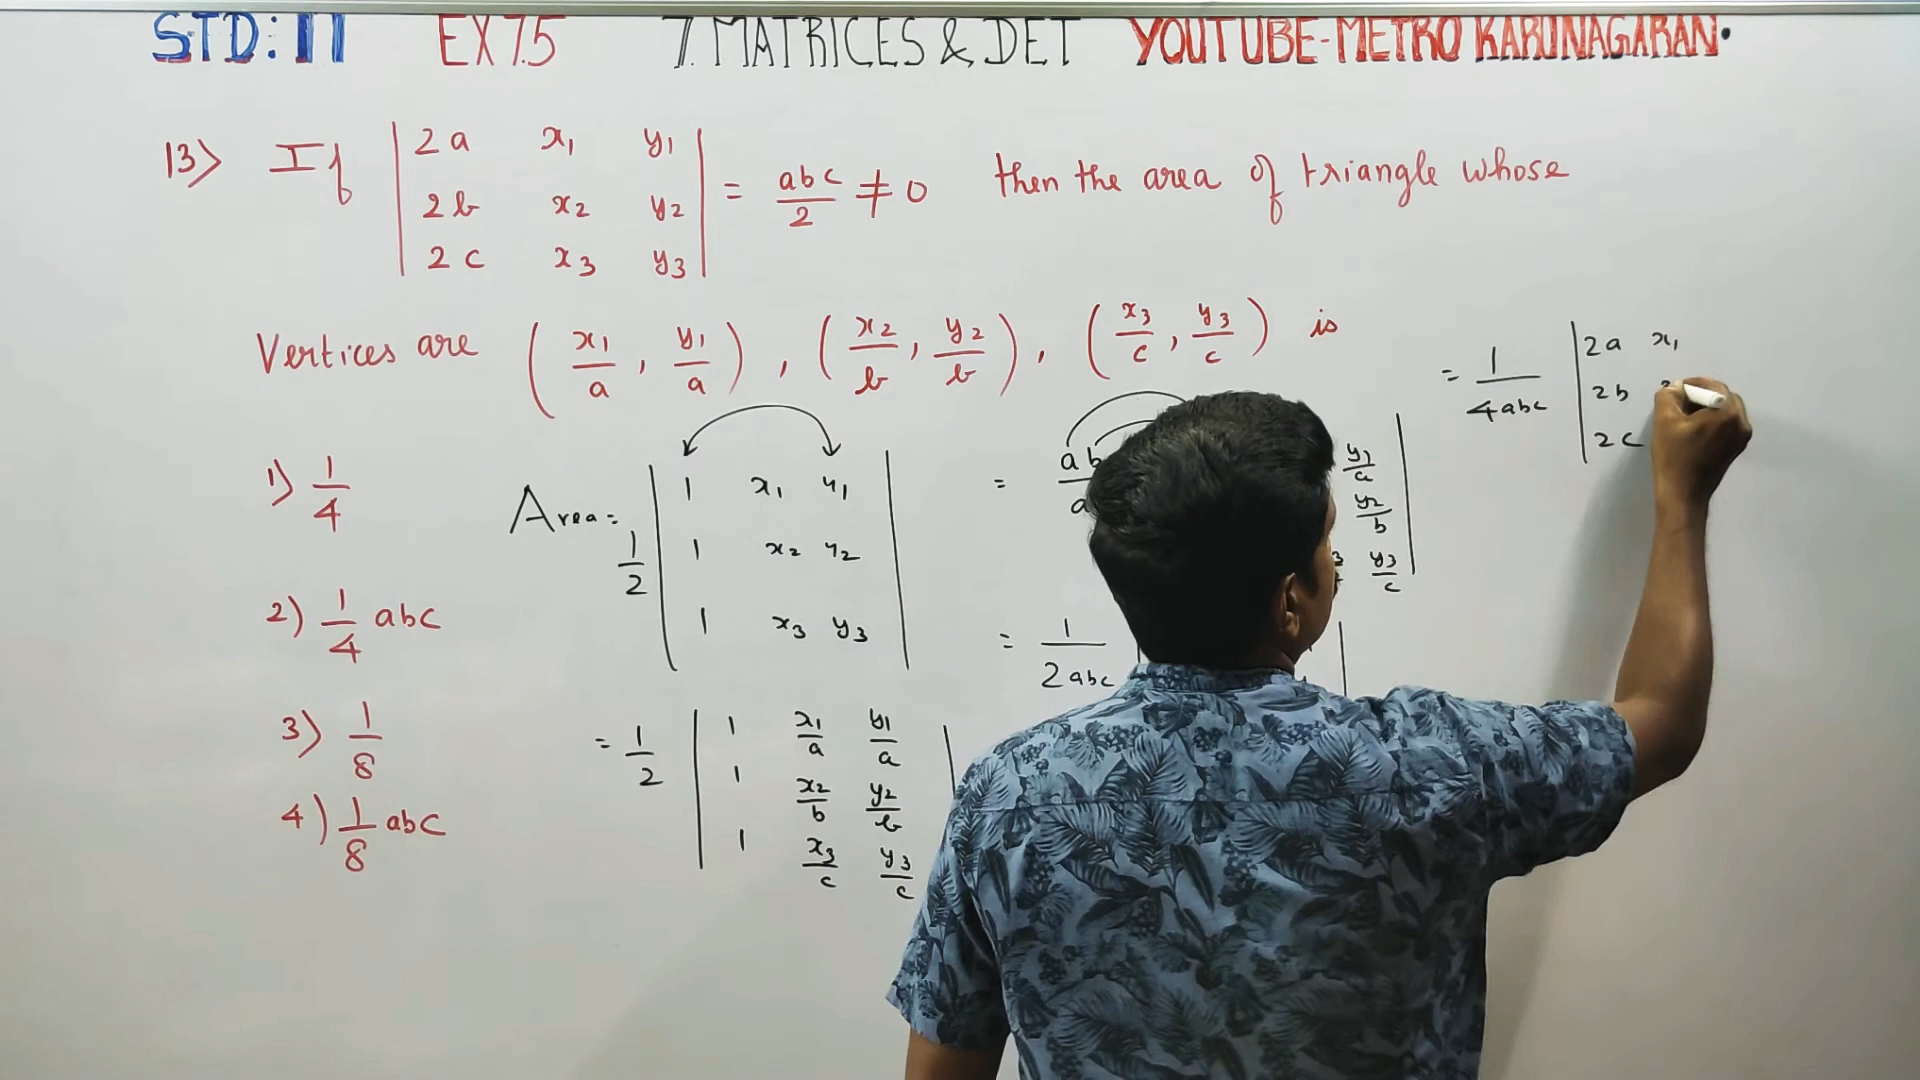 STD: 11 EX 7.5 7. MATRICES & DET YOUTUBE-METRO KARUNAGARAN.
13) If | 2a x₁ y₁ |
| 2b x₂ y₂ | = abc/2 ≠ 0 then the area of triangle whose
| 2c x₃ y₃ |
Vertices are (x₁/a, y₁/a), (x₂/b, y₂/b), (x₃/c, y₃/c) is
1) 1/4
2) 1/4 abc
3) 1/8
4) 1/8 abc
Area = 1/2 | 1 x₁ y₁ |
| 1 x₂ y₂ |
| 1 x₃ y₃ |
= 1/2 | 1 x₁/a y₁/a |
| 1 x₂/b y₂/b |
| 1 x₃/c y₃/c |
= ab
y₁/a |
y₂/b |
y₃/c |
= 1/2abc
= 1/4abc | 2a x₁
| 2b
| 2c